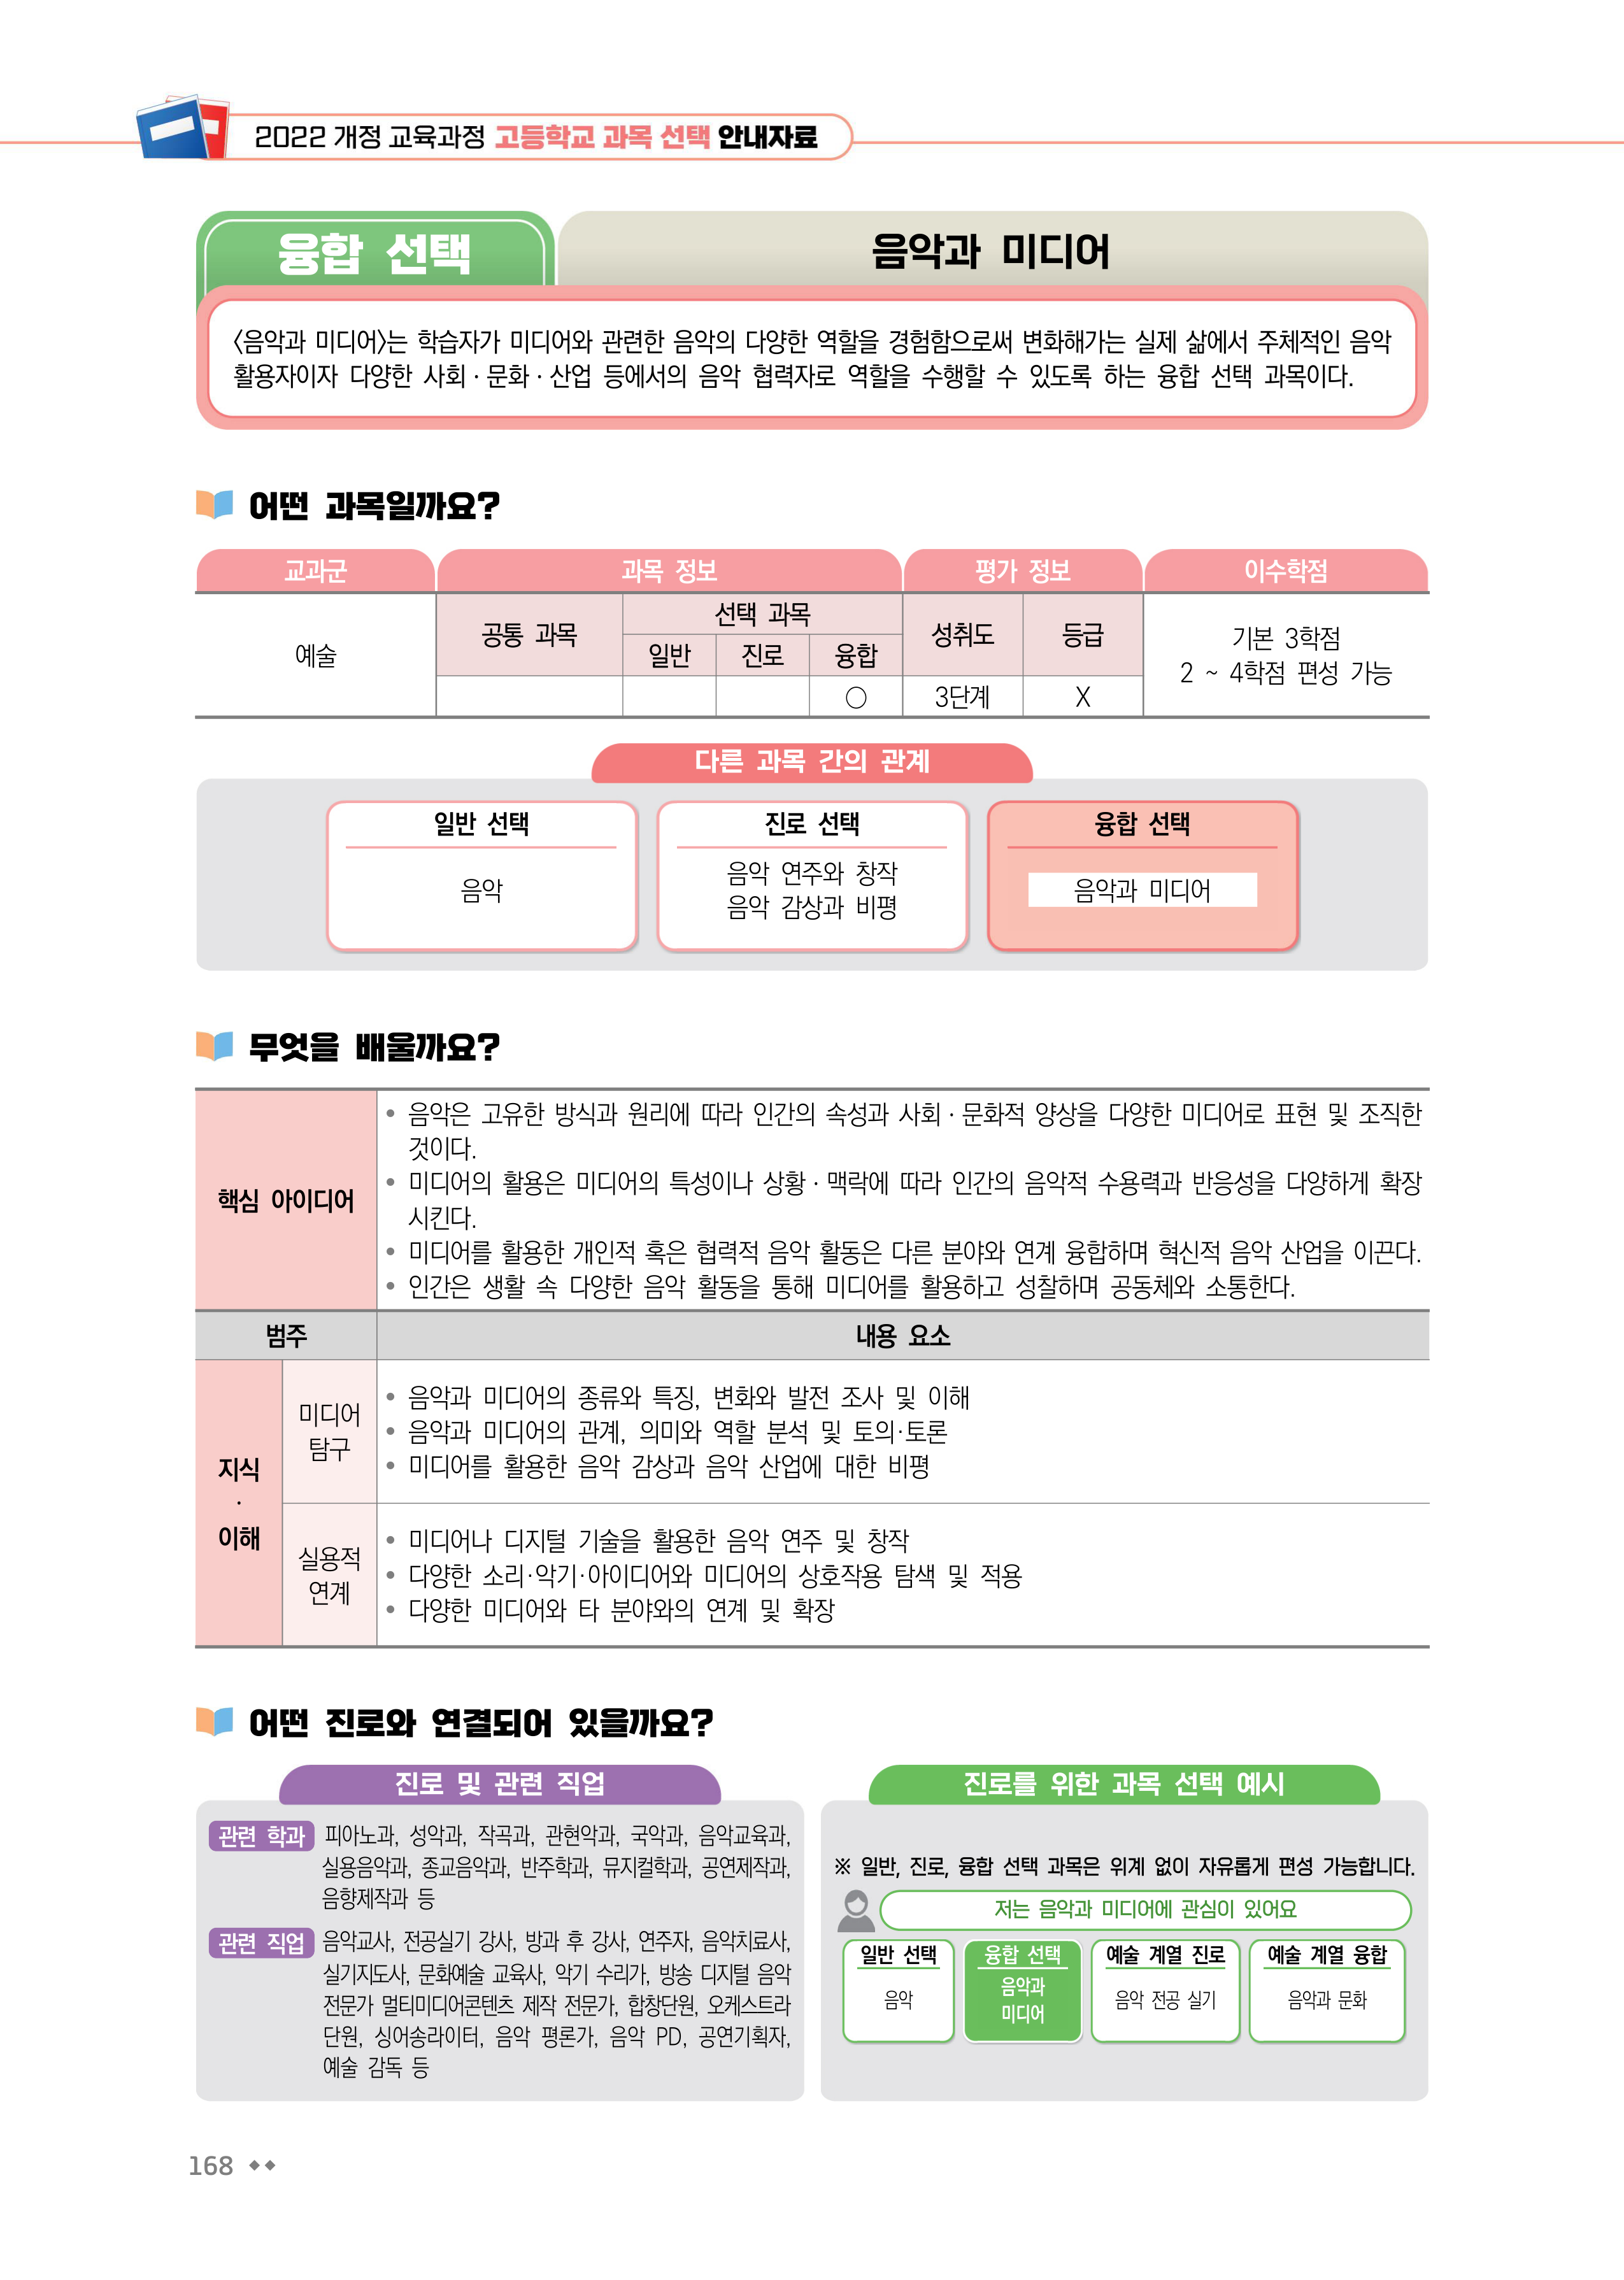 2022 개정 교육과정 고등학교 과목 선택 안내자료
융합 선택
음악과 미디어
〈음악과 미디어〉는 학습자가 미디어와 관련한 음악의 다양한 역할을 경험함으로써 변화해가는 실제 삶에서 주체적인 음악
활용자이자 다양한 사회 · 문화 · 산업 등에서의 음악 협력자로 역할을 수행할 수 있도록 하는 융합 선택 과목이다.
어떤 과목일까요?
교과군 과목 정보 평가 정보 이수학점
예술
공통 과목
선택 과목
일반 진로 융합
성취도 등급
○ 3단계 X
기본 3학점
2 ~ 4학점 편성 가능
다른 과목 간의 관계
일반 선택
음악
진로 선택
음악 연주와 창작
음악 감상과 비평
융합 선택
음악과 미디어
무엇을 배울까요?
핵심 아이디어
• 음악은 고유한 방식과 원리에 따라 인간의 속성과 사회 · 문화적 양상을 다양한 미디어로 표현 및 조직한
것이다.
• 미디어의 활용은 미디어의 특성이나 상황 · 맥락에 따라 인간의 음악적 수용력과 반응성을 다양하게 확장
시킨다.
• 미디어를 활용한 개인적 혹은 협력적 음악 활동은 다른 분야와 연계 융합하며 혁신적 음악 산업을 이끈다.
• 인간은 생활 속 다양한 음악 활동을 통해 미디어를 활용하고 성찰하며 공동체와 소통한다.
범주 내용 요소
지식
·
이해
미디어
탐구
• 음악과 미디어의 종류와 특징, 변화와 발전 조사 및 이해
• 음악과 미디어의 관계, 의미와 역할 분석 및 토의·토론
• 미디어를 활용한 음악 감상과 음악 산업에 대한 비평
실용적
연계
• 미디어나 디지털 기술을 활용한 음악 연주 및 창작
• 다양한 소리·악기·아이디어와 미디어의 상호작용 탐색 및 적용
• 다양한 미디어와 타 분야와의 연계 및 확장
어떤 진로와 연결되어 있을까요?
진로 및 관련 직업
관련 학과 피아노과, 성악과, 작곡과, 관현악과, 국악과, 음악교육과,
실용음악과, 종교음악과, 반주학과, 뮤지컬학과, 공연제작과,
음향제작과 등
관련 직업 음악교사, 전공실기 강사, 방과 후 강사, 연주자, 음악치료사,
실기지도사, 문화예술 교육사, 악기 수리가, 방송 디지털 음악
전문가 멀티미디어콘텐츠 제작 전문가, 합창단원, 오케스트라
단원, 싱어송라이터, 음악 평론가, 음악 PD, 공연기획자,
예술 감독 등
진로를 위한 과목 선택 예시
※ 일반, 진로, 융합 선택 과목은 위계 없이 자유롭게 편성 가능합니다.
저는 음악과 미디어에 관심이 있어요
일반 선택
음악
융합 선택
음악과
미디어
예술 계열 진로
음악 전공 실기
예술 계열 융합
음악과 문화
168